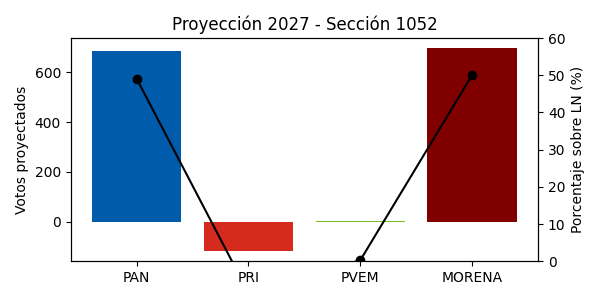 Proyección 2027 - Sección 1052
Votos proyectados
600
400
200
0
60
50
40
30
20
10
0
Porcentaje sobre LN (%)
PAN PRI PVEM MORENA